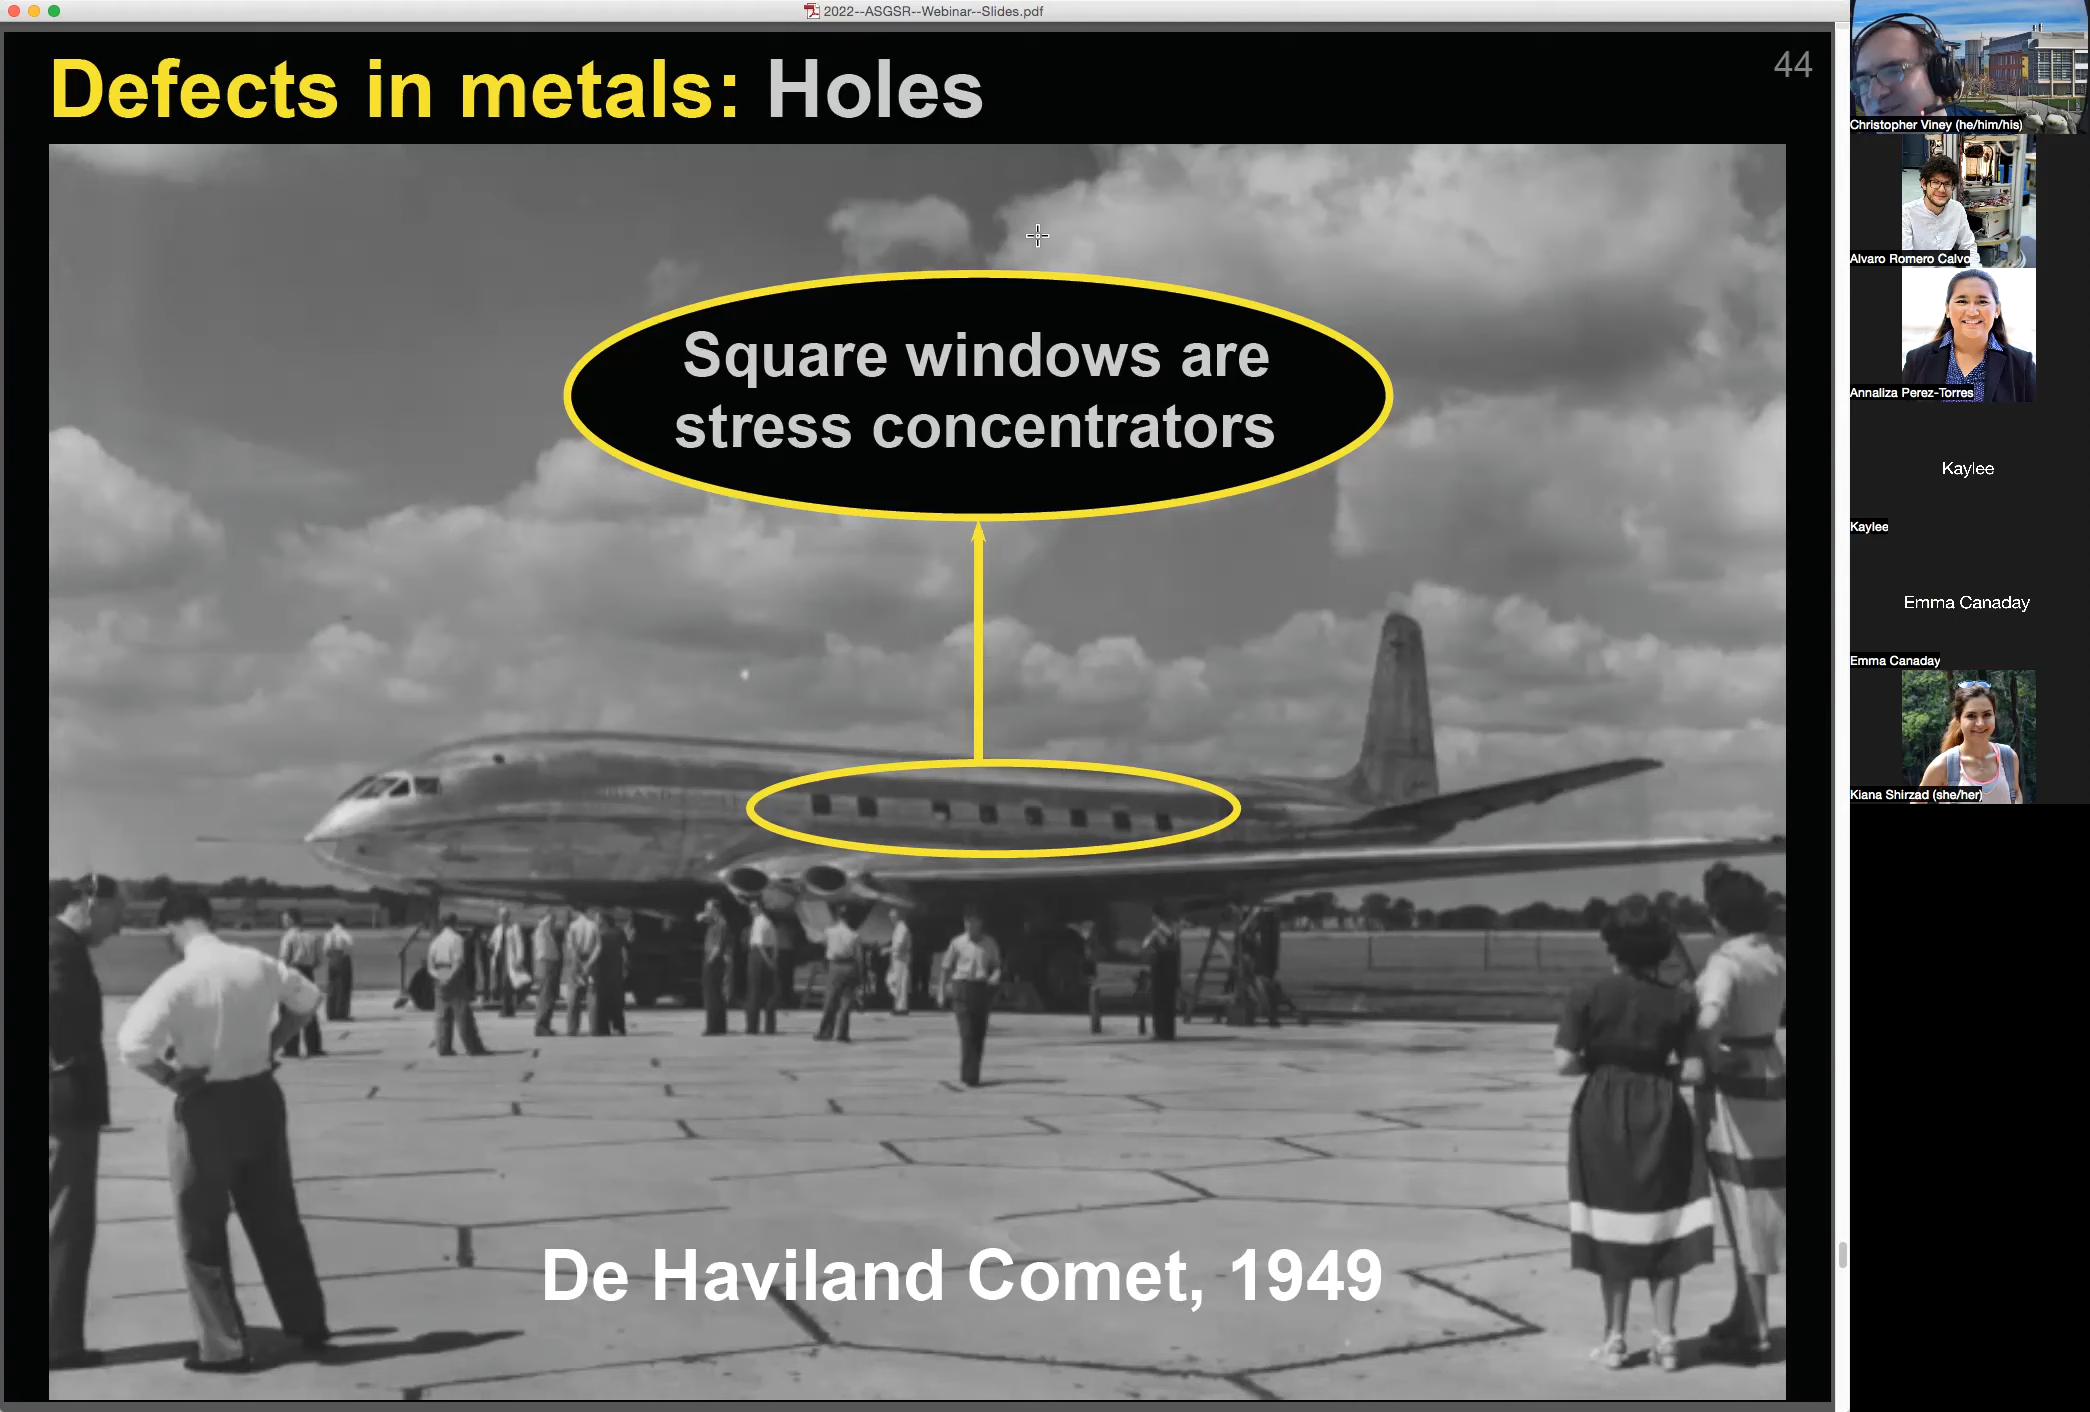 2022--ASGSR--Webinar--Slides.pdf
Defects in metals: Holes
44
Square windows are
stress concentrators
De Haviland Comet, 1949
Christopher Viney (he/him/his)
Alvaro Romero Calvo
Annaliza Perez-Torres
Kaylee
Kaylee
Emma Canaday
Emma Canaday
Kiana Shirzad (she/her)